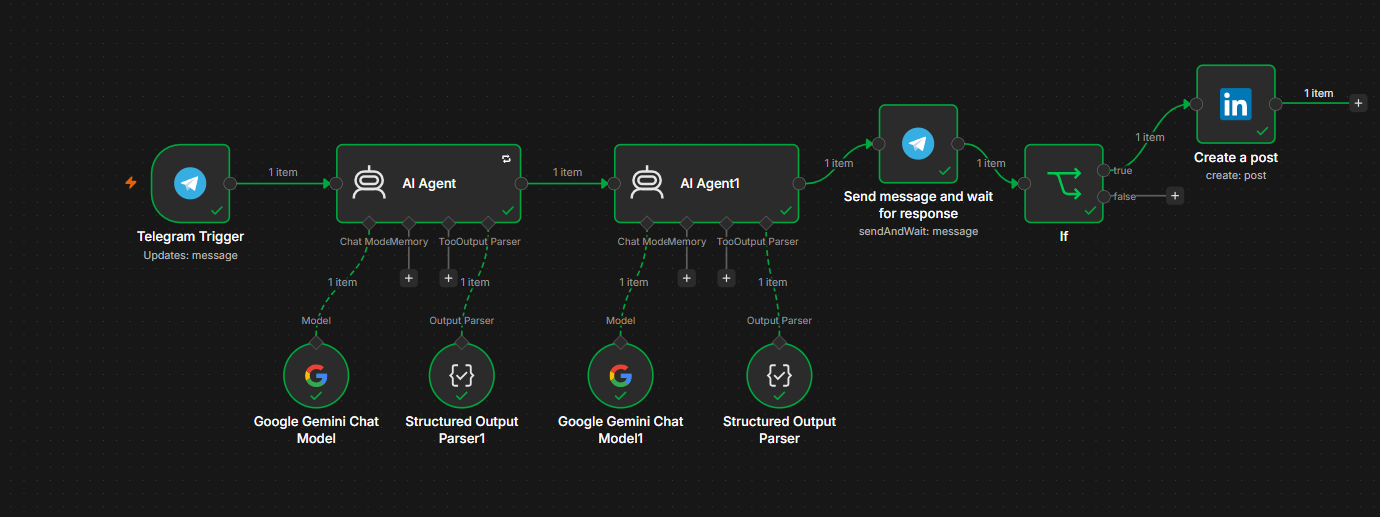 in
1 item
1 item
true
false
Create a post
create: post
1 item
1 item
1 item
1 item
AI Agent
AI Agent1
Send message and wait
for response
sendAndWait: message
If
Telegram Trigger
Updates: message
Chat Mode
Memory
Too
Output Parser
Chat Mode
Memory
Too
Output Parser
1 item
1 item
1 item
1 item
Model
Output Parser
Model
Output Parser
Google Gemini Chat
Model
Structured Output
Parser1
Google Gemini Chat
Model1
Structured Output
Parser